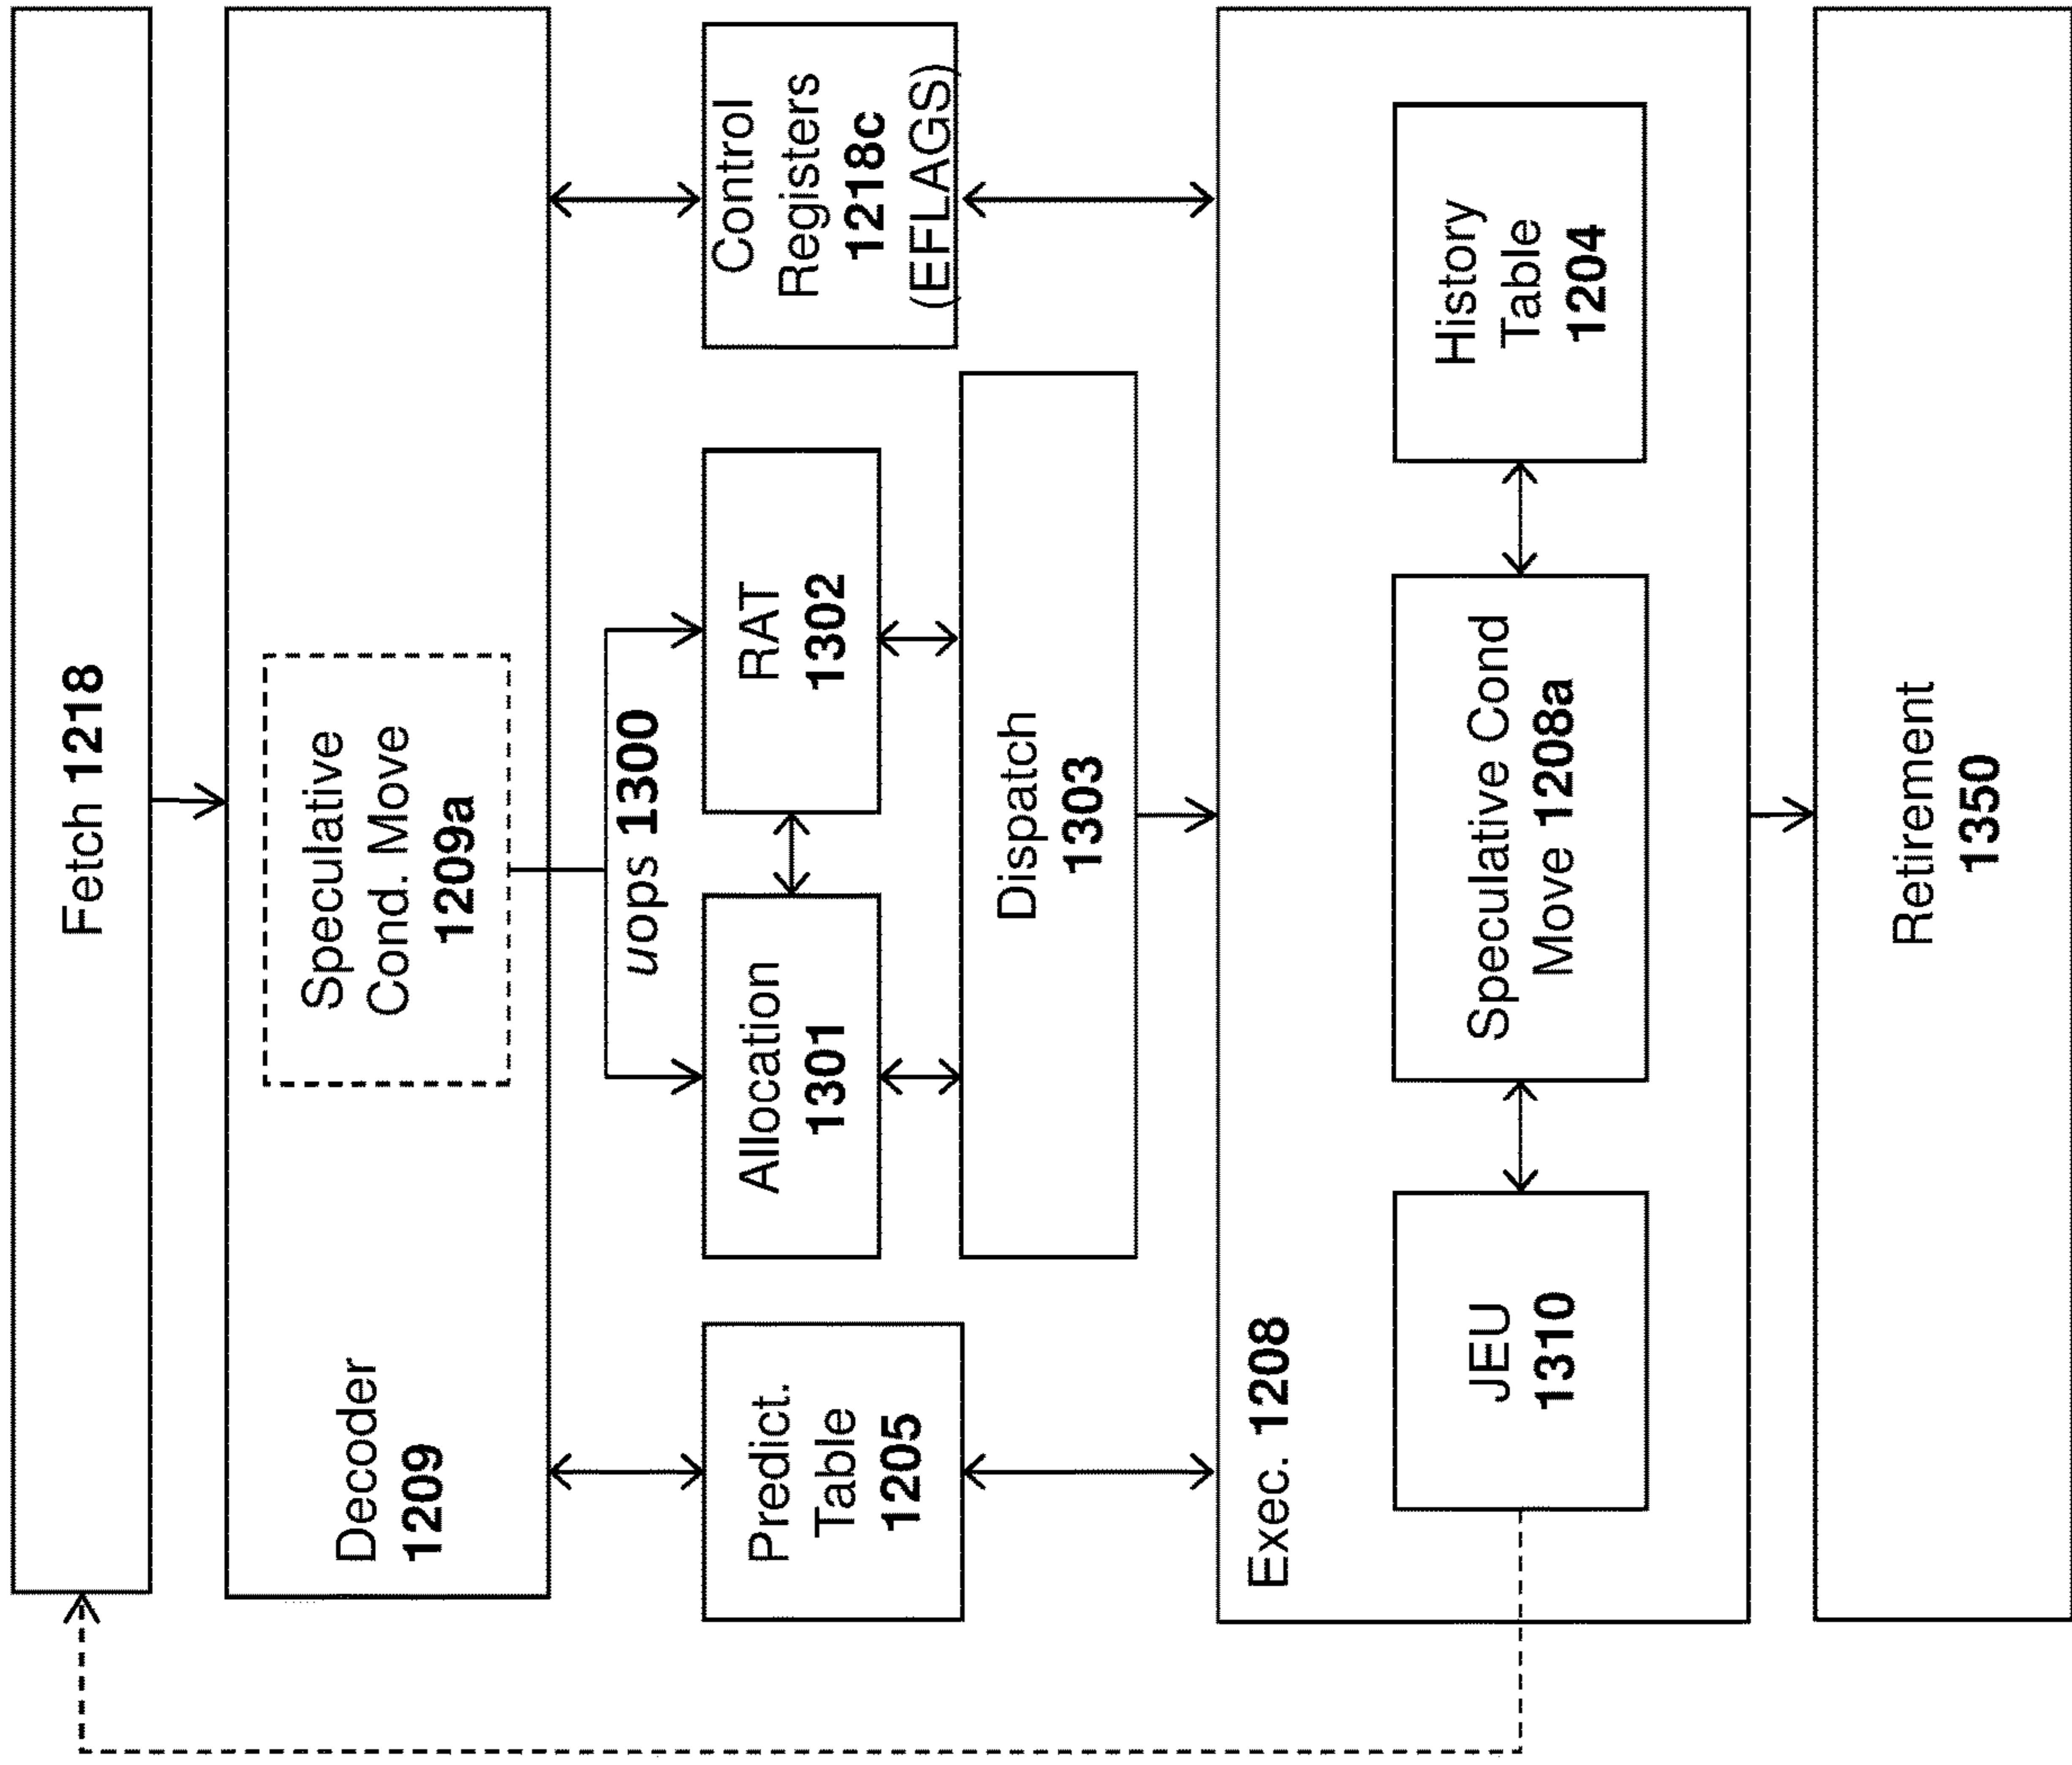 Fetch 1218
Decoder
1209
Speculative
Cond. Move
1209a
uops 1300
Predict.
Table
1205
Allocation
1301
RAT
1302
Control
Registers
1218c
(EFLAGS)
Dispatch
1303
Exec. 1208
JEU
1310
Speculative Cond
Move 1208a
History
Table
1204
Retirement
1350